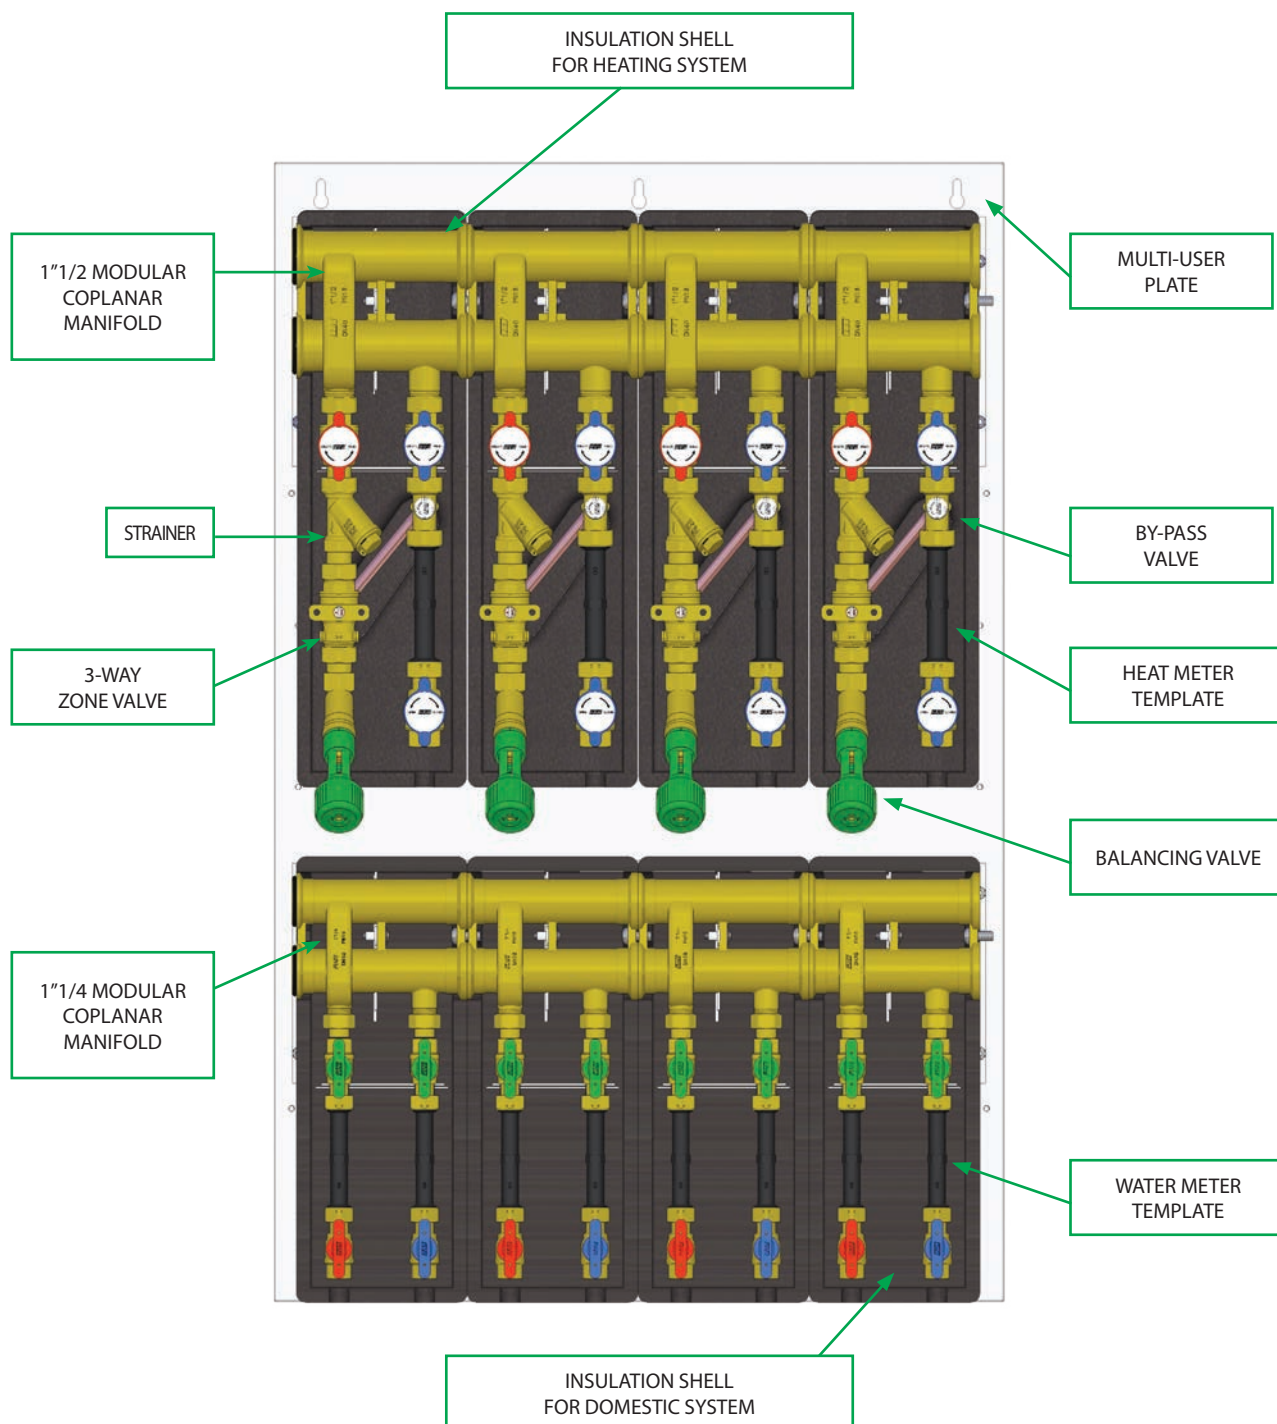 INSULATION SHELL
FOR HEATING SYSTEM
1”1/2 MODULAR
COPLANAR
MANIFOLD
MULTI-USER
PLATE
STRAINER
BY-PASS
VALVE
3-WAY
ZONE VALVE
HEAT METER
TEMPLATE
BALANCING VALVE
1”1/4 MODULAR
COPLANAR
MANIFOLD
WATER METER
TEMPLATE
INSULATION SHELL
FOR DOMESTIC SYSTEM